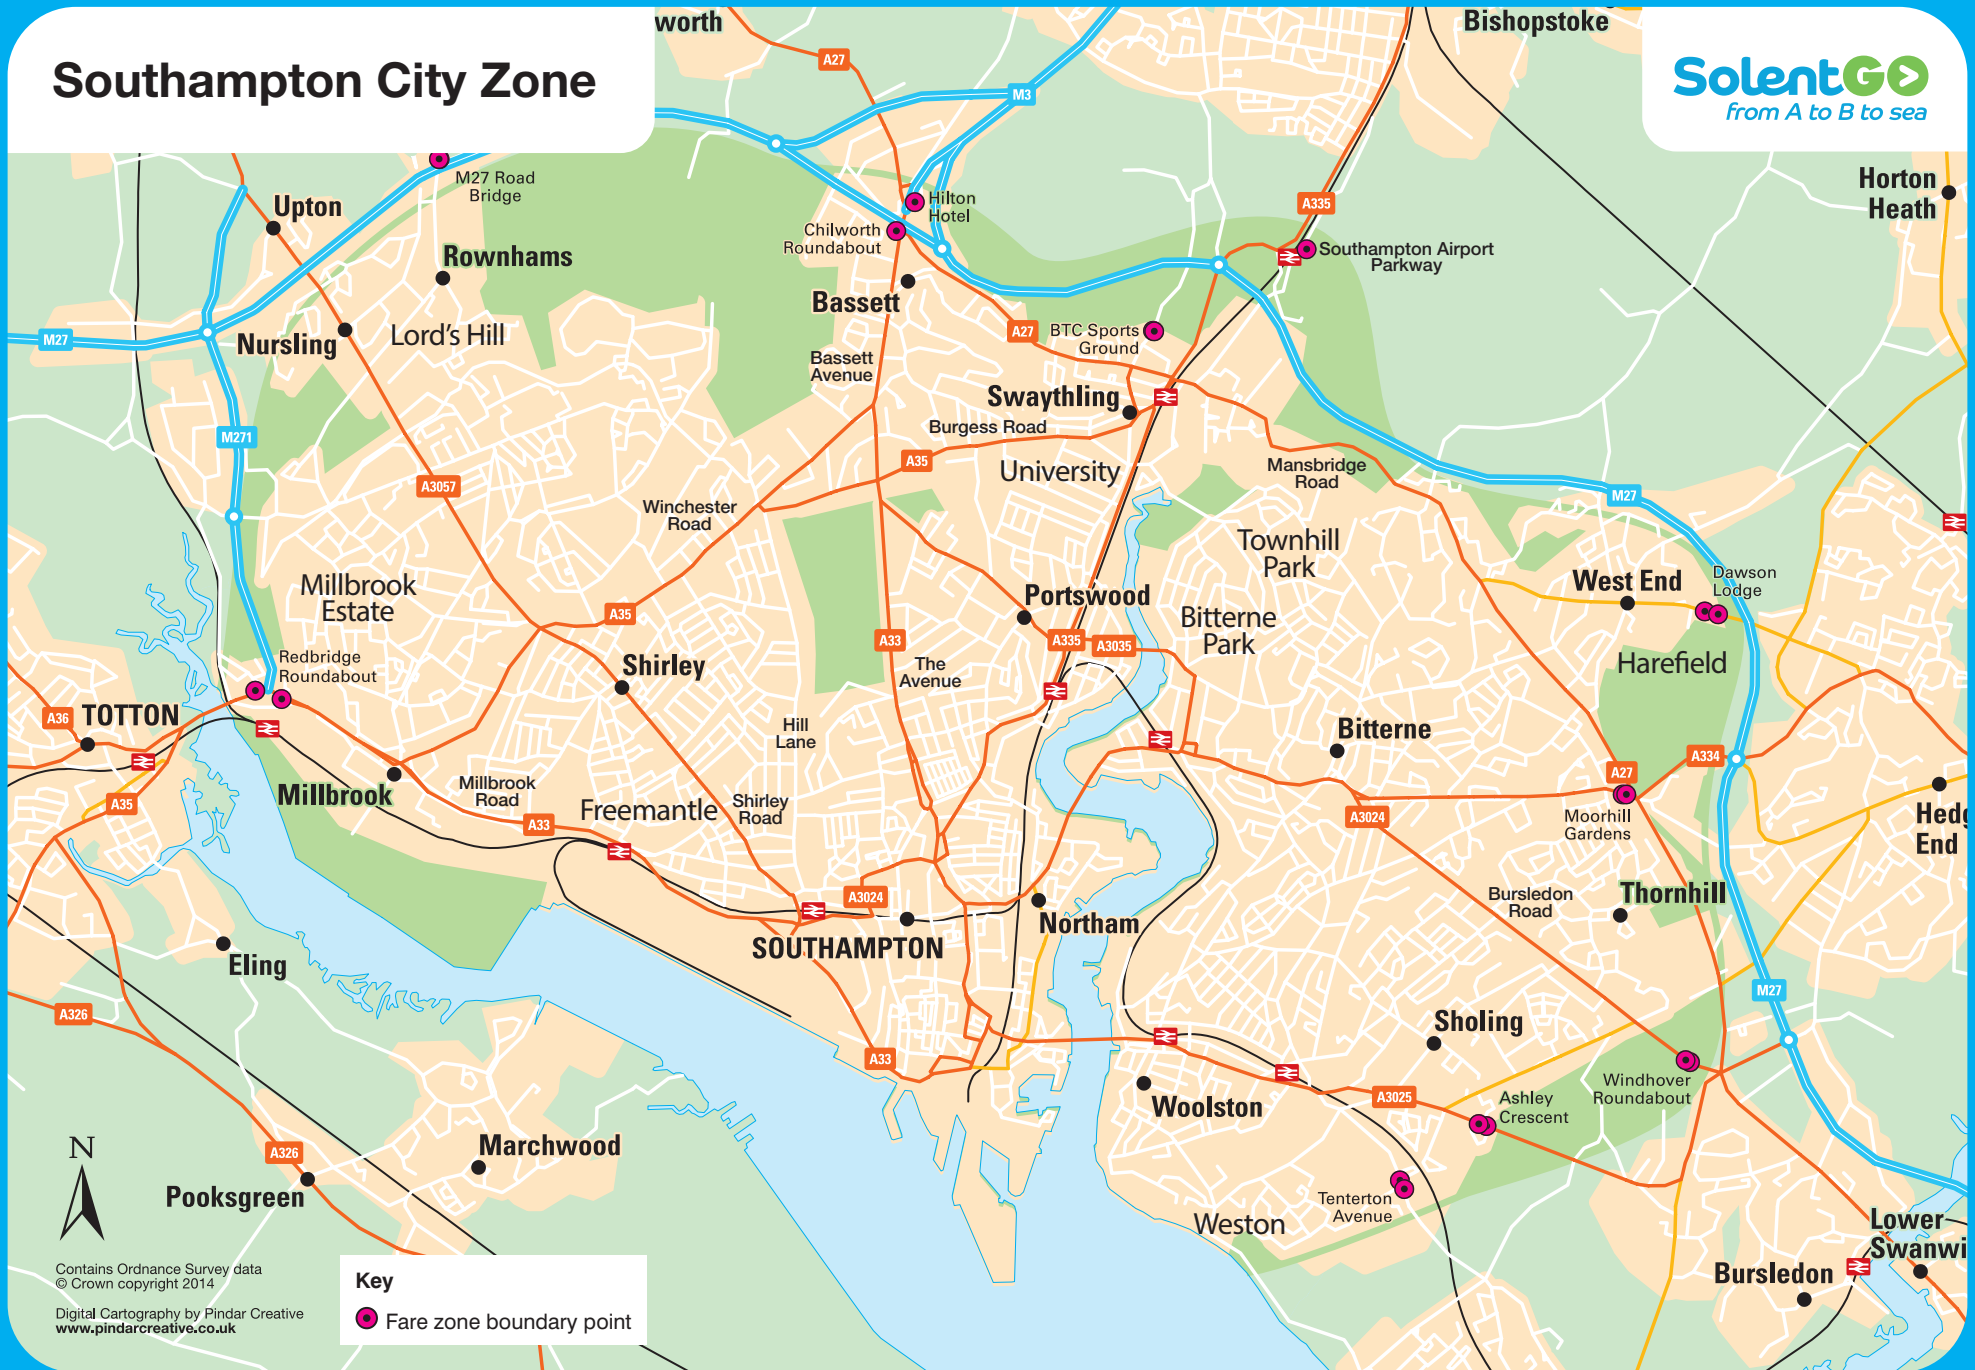 Southampton City Zone
worth
Bishopstoke
SolentGO
from A to B to sea
A27
M3
M27 Road
Bridge
Upton
Hilton
Hotel
Chilworth
Roundabout
A335
Horton
Heath
Rownhams
Southampton Airport
Parkway
Bassett
M27
Nursling
Lord's Hill
A27
BTC Sports
Ground
Bassett
Avenue
Swaythling
Burgess Road
M271
A35
University
Mansbridge
Road
A3057
M27
Winchester
Road
Townhill
Park
Millbrook
Estate
West End
Dawson
Lodge
Portswood
A35
Bitterne
Park
A33
A335
A3035
Redbridge
Roundabout
Shirley
The
Avenue
Harefield
A36
TOTTON
Hill
Lane
Bitterne
A334
A27
Millbrook
Millbrook
Road
Freemantle
Shirley
Road
A35
A33
A3024
Moorhill
Gardens
Hedg
End
A3024
Bursledon
Road
Thornhill
Northam
SOUTHAMPTON
Eling
M27
A326
Sholing
A33
Windhover
Roundabout
Woolston
A3025
Ashley
Crescent
N
A326
Marchwood
Pooksgreen
Tenterton
Avenue
Weston
Lower
Swanwi
Bursledon
Contains Ordnance Survey data
© Crown copyright 2014
Digital Cartography by Pindar Creative
www.pindarcreative.co.uk
Key
Fare zone boundary point